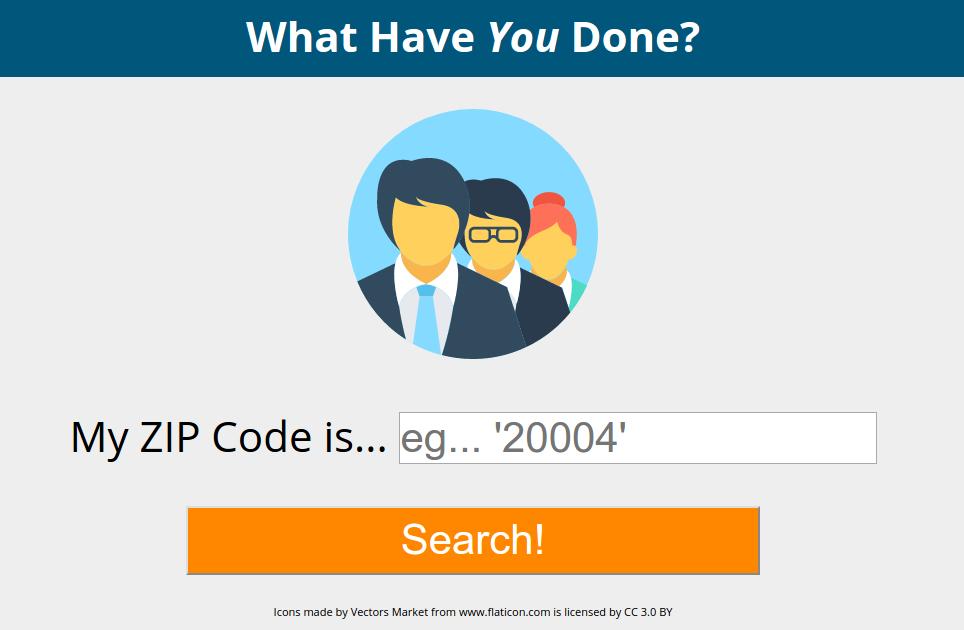 What Have You Done?
My ZIP Code is... eg... '20004'
Search!
Icons made by Vectors Market from www.flaticon.com is licensed by CC 3.0 BY